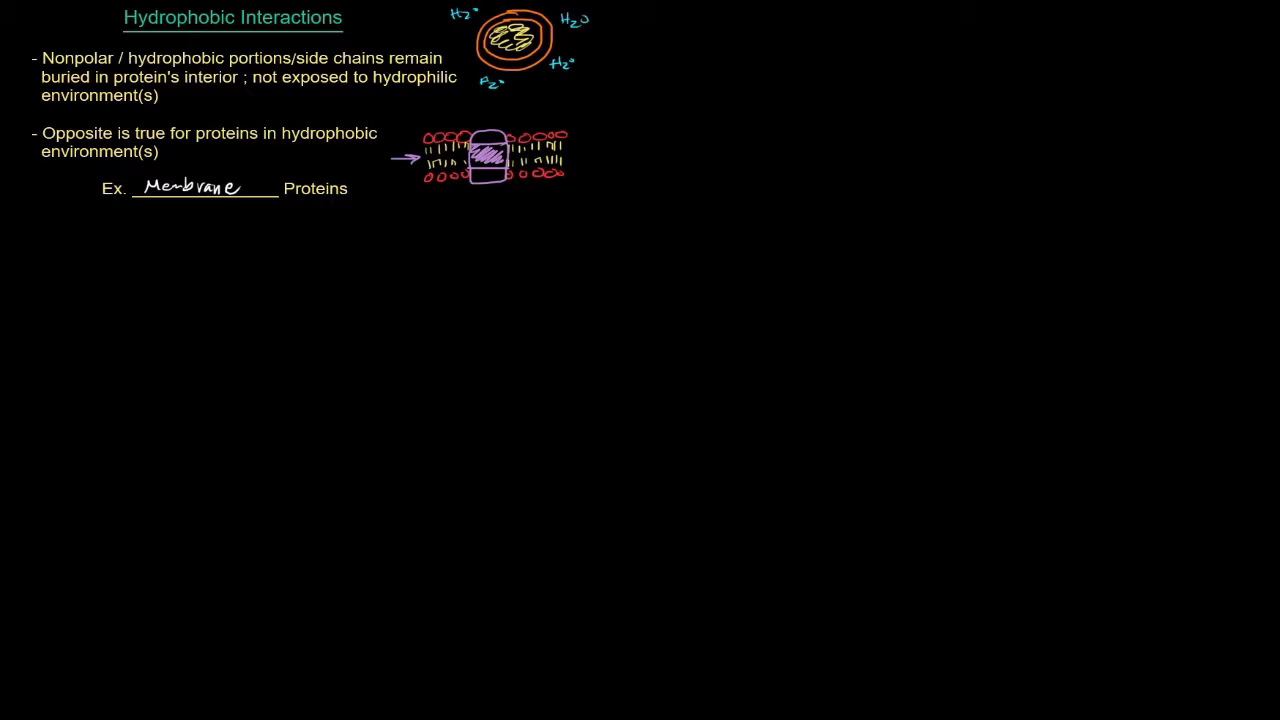 Hydrophobic Interactions
H2O
H2O
- Nonpolar / hydrophobic portions/side chains remain
buried in protein's interior ; not exposed to hydrophilic
environment(s)
H2O
H2O
- Opposite is true for proteins in hydrophobic
environment(s)
Ex. Membrane Proteins